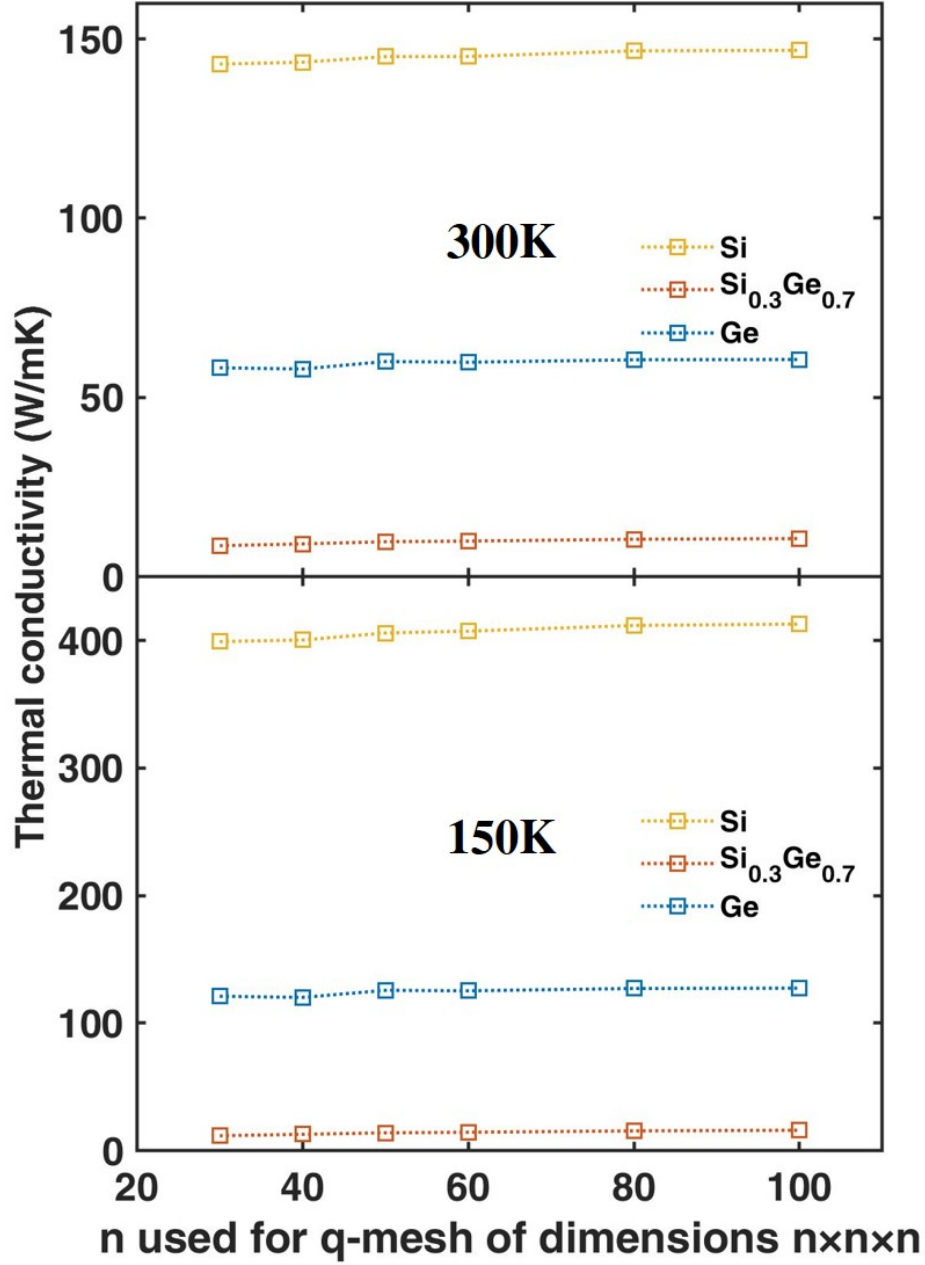 Thermal conductivity (W/mK)
150
100
50
0
300K
Si
Si0.3Ge0.7
Ge
400
300
200
100
0
150K
Si
Si0.3Ge0.7
Ge
20 40 60 80 100
n used for q-mesh of dimensions n×n×n